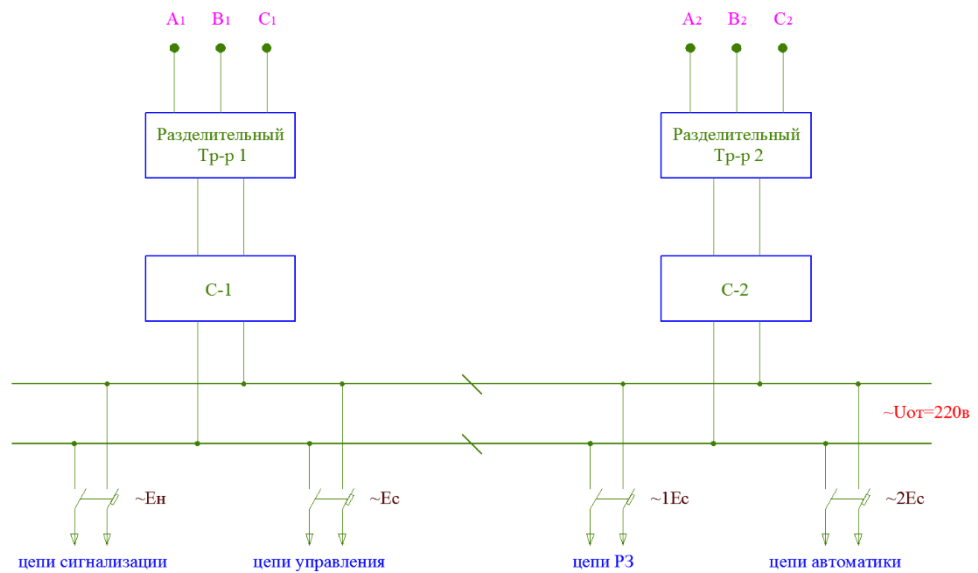 A1 B1 C1 A2 B2 C2
Разделительный
Тр-р 1
Разделительный
Тр-р 2
С-1 С-2
~Uот=220в
~Ен ~Ес ~1Ес ~2Ес
цепи сигнализации цепи управления цепи РЗ цепи автоматики